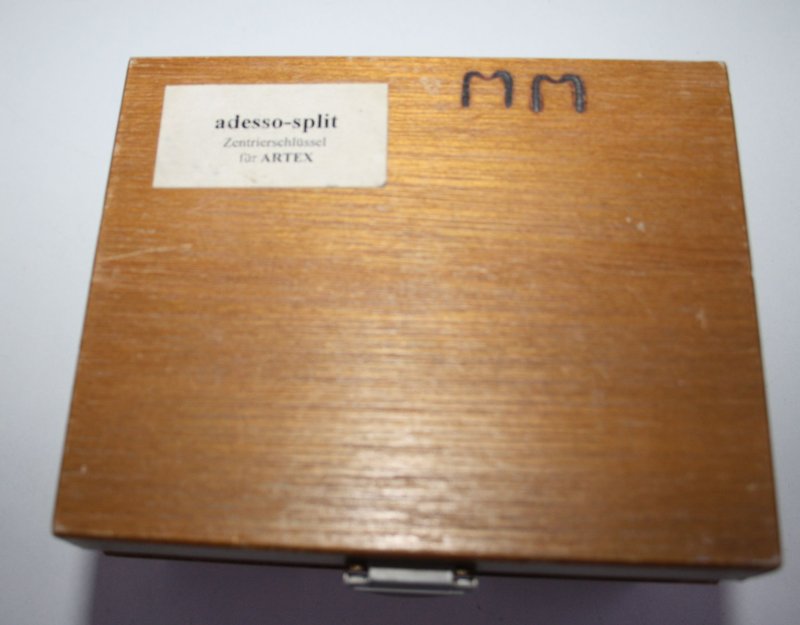 adesso-split
Zentrierschlüssel
für ARTEX
MM